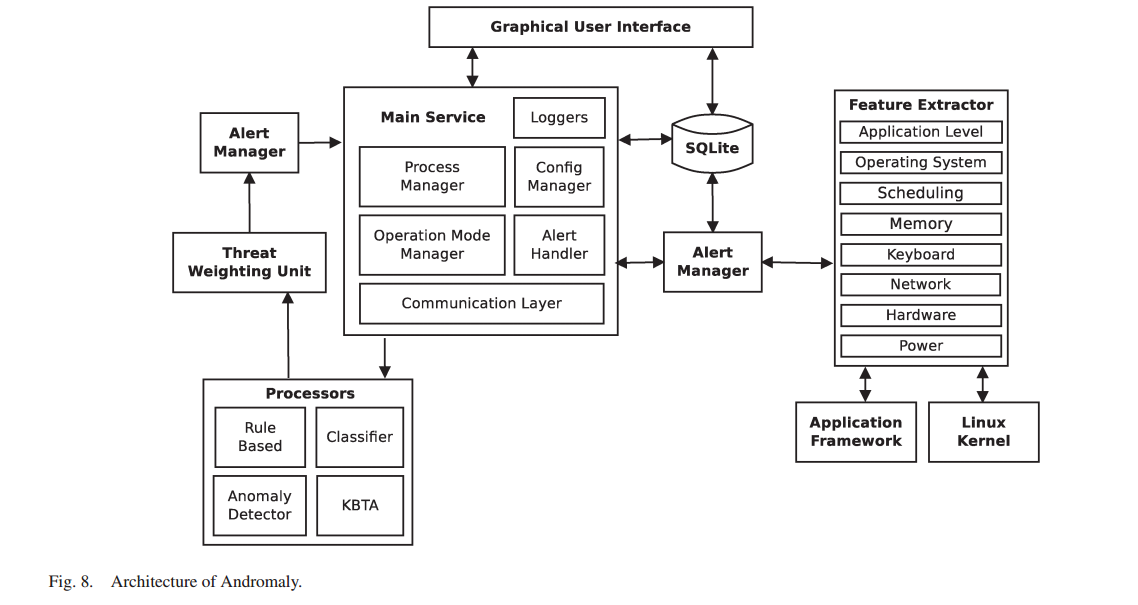 Graphical User Interface
Main Service
Loggers
Process
Manager
Config
Manager
Operation Mode
Manager
Alert
Handler
Communication Layer
Alert
Manager
Threat
Weighting Unit
Processors
Rule
Based
Classifier
Anomaly
Detector
KBTA
SQLite
Alert
Manager
Feature Extractor
Application Level
Operating System
Scheduling
Memory
Keyboard
Network
Hardware
Power
Application
Framework
Linux
Kernel
Fig. 8. Architecture of Andromaly.